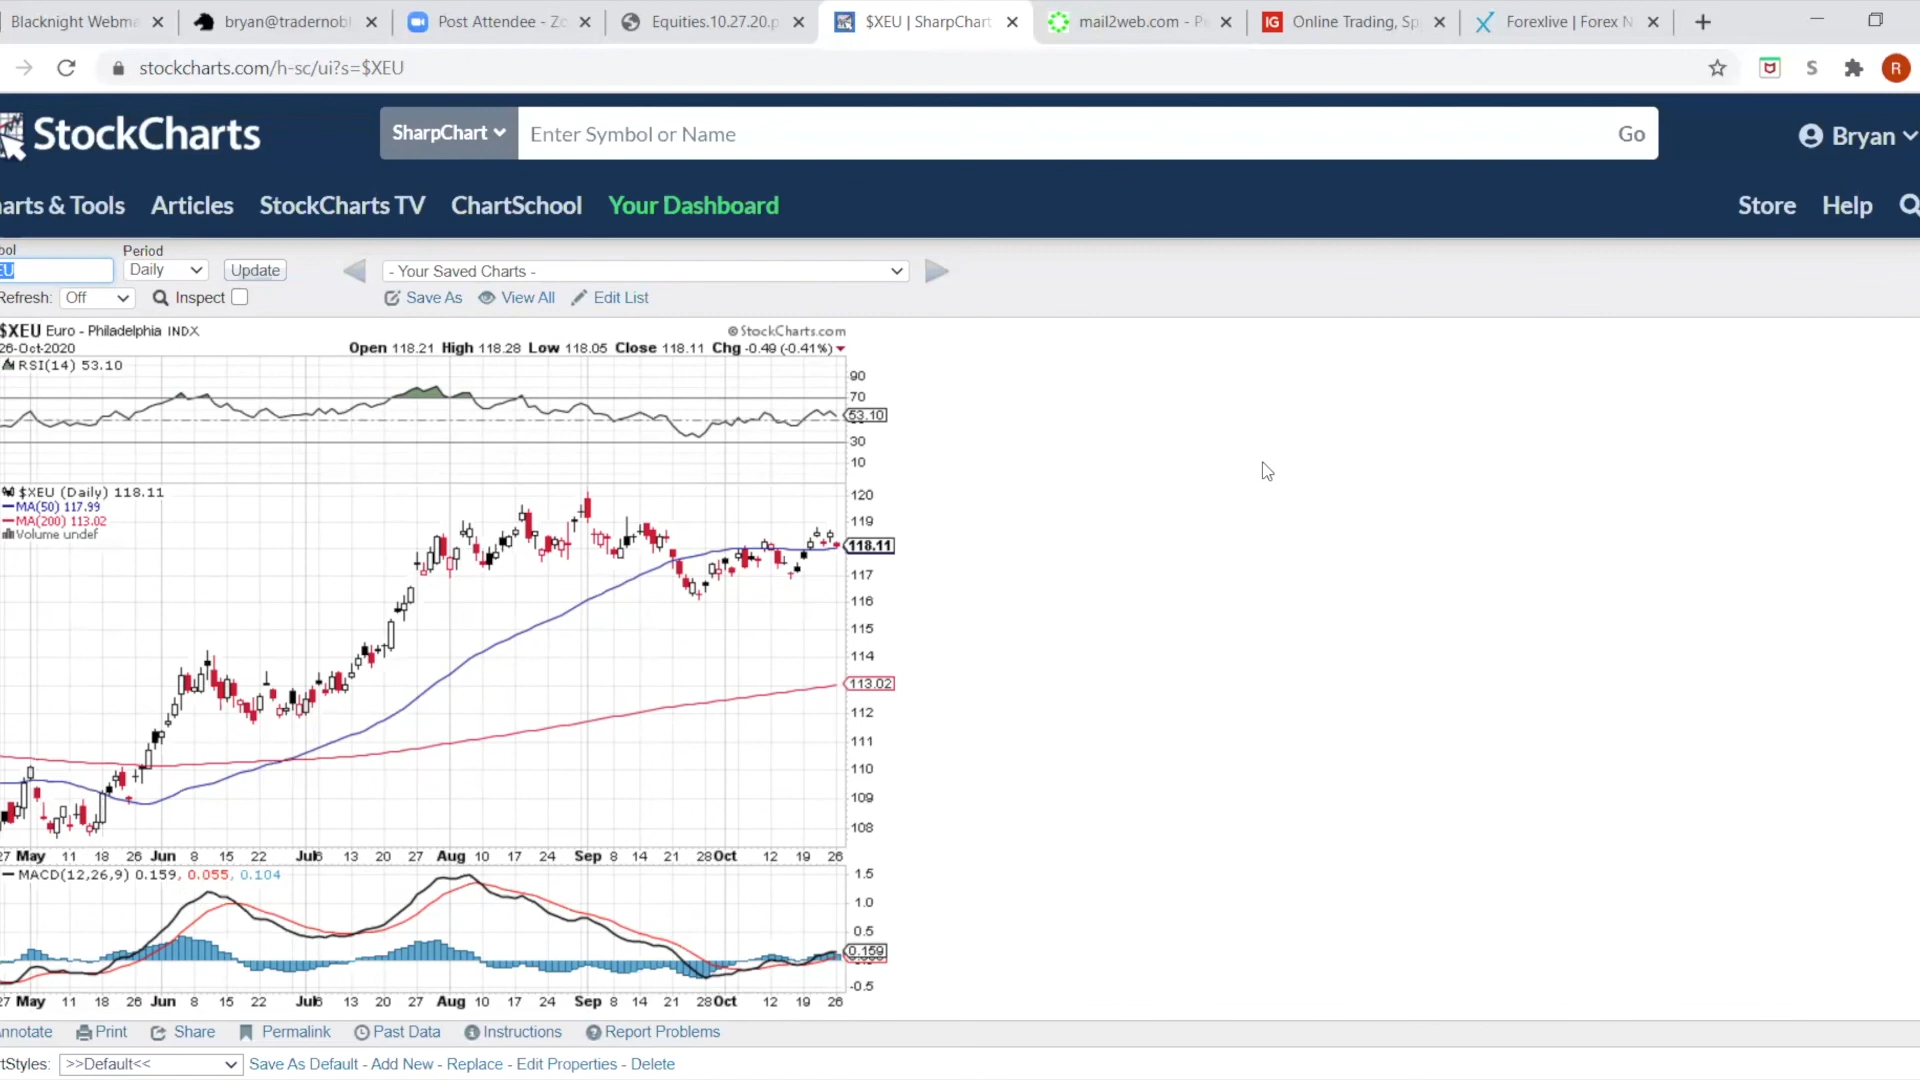 Blacknight Webma
bryan@tradernobl
Post Attendee - Zo
Equities.10.27.20.p
$XEU | SharpChart
mail2web.com - P
IG Online Trading, Sp
Forexlive | Forex N
stockcharts.com/h-sc/ui?s=$XEU
S
R
StockCharts
SharpChart
Enter Symbol or Name
Go
Bryan
arts & Tools
Articles
StockCharts TV
ChartSchool
Your Dashboard
Store
Help
bol
Period
EU
Daily
Update
- Your Saved Charts -
Refresh:
Off
Inspect
Save As
View All
Edit List
$XEU Euro - Philadelphia INDX
© StockCharts.com
26-Oct-2020
Open 118.21 High 118.28 Low 118.05 Close 118.11 Chg -0.49 (-0.41%)
RSI(14) 53.10
90
70
53.10
30
10
$XEU (Daily) 118.11
MA(50) 117.99
MA(200) 113.02
Volume undef
120
119
118.11
117
116
115
114
113.02
112
111
110
109
108
27 May 11 18 26 Jun 8 15 22 Jul 6 13 20 27 Aug 10 17 24 Sep 8 14 21 28 Oct 12 19 26
MACD(12,26,9) 0.159, 0.055, 0.104
1.5
1.0
0.5
0.159
-0.5
27 May 11 18 26 Jun 8 15 22 Jul 6 13 20 27 Aug 10 17 24 Sep 8 14 21 28 Oct 12 19 26
nnotate
Print
Share
Permalink
Past Data
Instructions
Report Problems
tStyles:
>>Default<<
Save As Default - Add New - Replace - Edit Properties - Delete